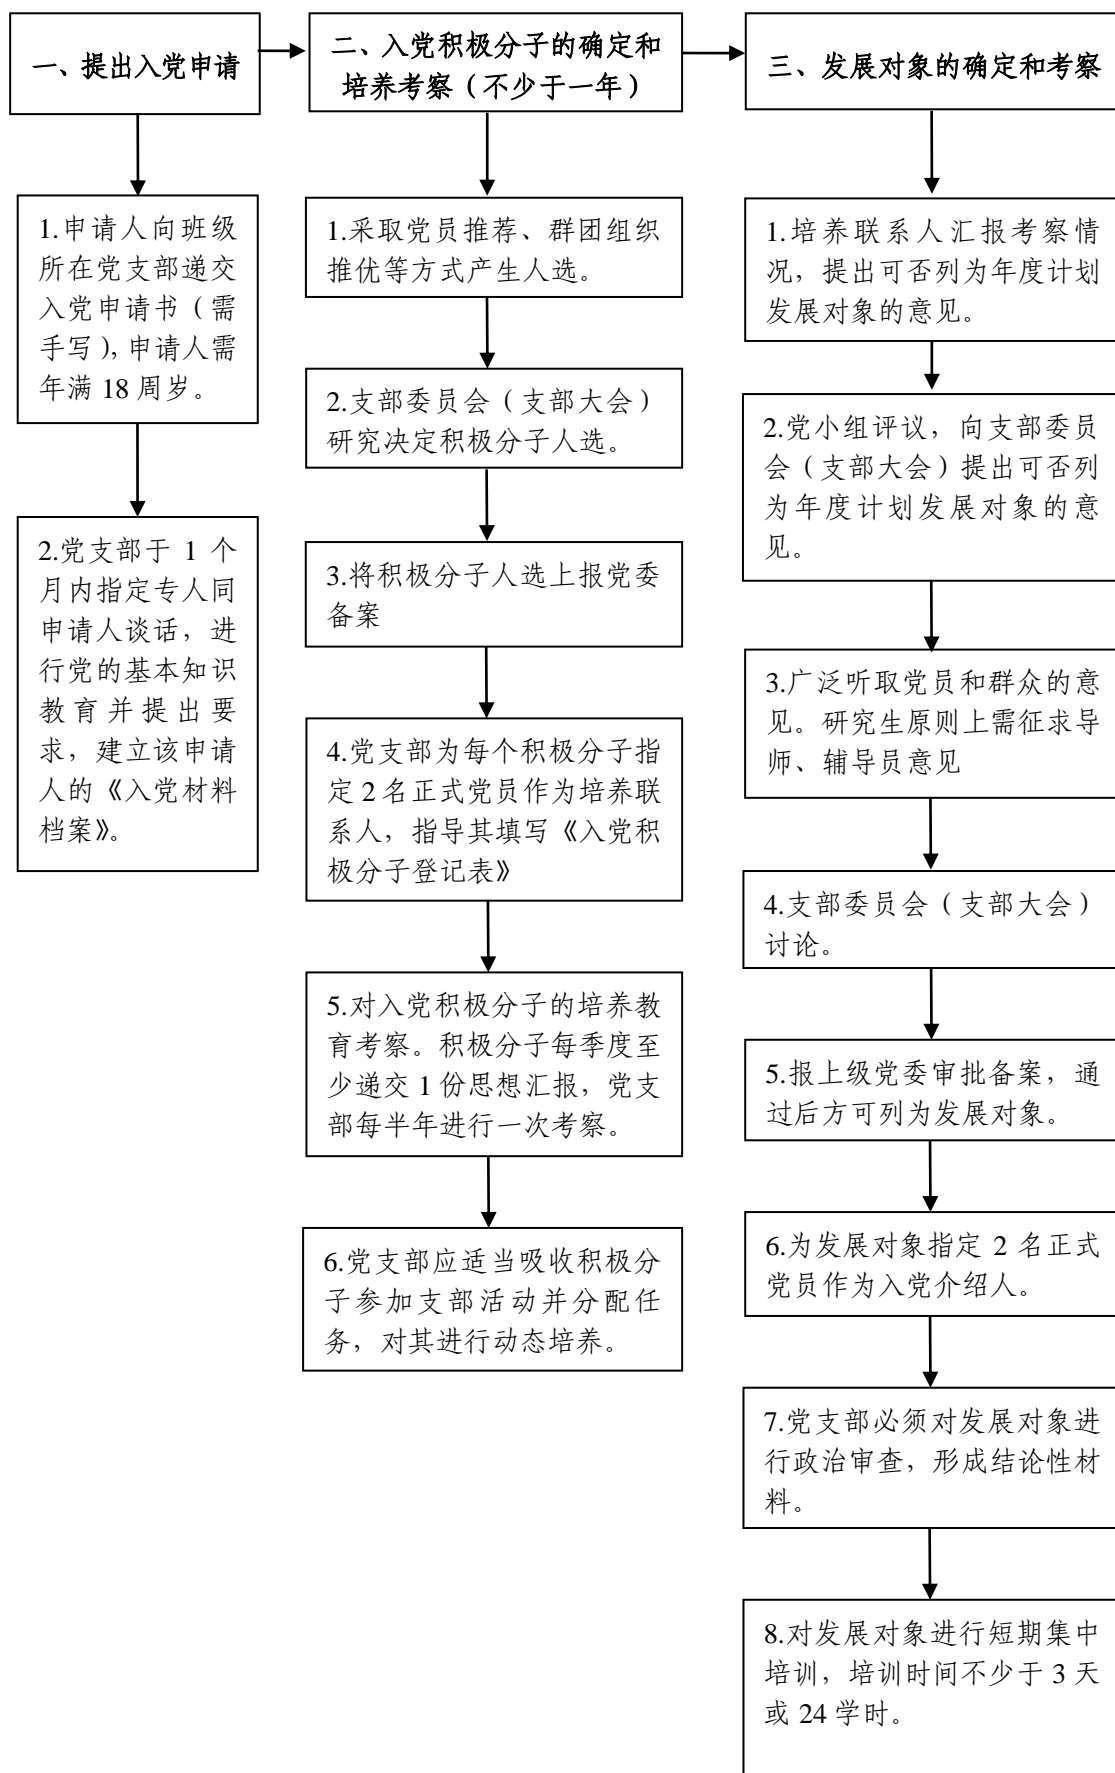 一、提出入党申请
1.申请人向班级
所在党支部递交
入党申请书（需
手写），申请人需
年满 18 周岁。
2.党支部于 1 个
月内指定专人同
申请人谈话，进
行党的基本知识
教育并提出要
求，建立该申请
人的《入党材料
档案》。
二、入党积极分子的确定和
培养考察（不少于一年）
1.采取党员推荐、群团组织
推优等方式产生人选。
2.支部委员会（支部大会）
研究决定积极分子人选。
3.将积极分子人选上报党委
备案
4.党支部为每个积极分子指
定 2 名正式党员作为培养联
系人，指导其填写《入党积
极分子登记表》
5.对入党积极分子的培养教
育考察。积极分子每季度至
少递交 1 份思想汇报，党支
部每半年进行一次考察。
6.党支部应适当吸收积极分
子参加支部活动并分配任
务，对其进行动态培养。
三、发展对象的确定和考察
1.培养联系人汇报考察情
况，提出可否列为年度计划
发展对象的意见。
2.党小组评议，向支部委员
会（支部大会）提出可否列
为年度计划发展对象的意
见。
3.广泛听取党员和群众的意
见。研究生原则上需征求导
师、辅导员意见
4.支部委员会（支部大会）
讨论。
5.报上级党委审批备案，通
过后方可列为发展对象。
6.为发展对象指定 2 名正式
党员作为入党介绍人。
7.党支部必须对发展对象进
行政治审查，形成结论性材
料。
8.对发展对象进行短期集中
培训，培训时间不少于 3 天
或 24 学时。